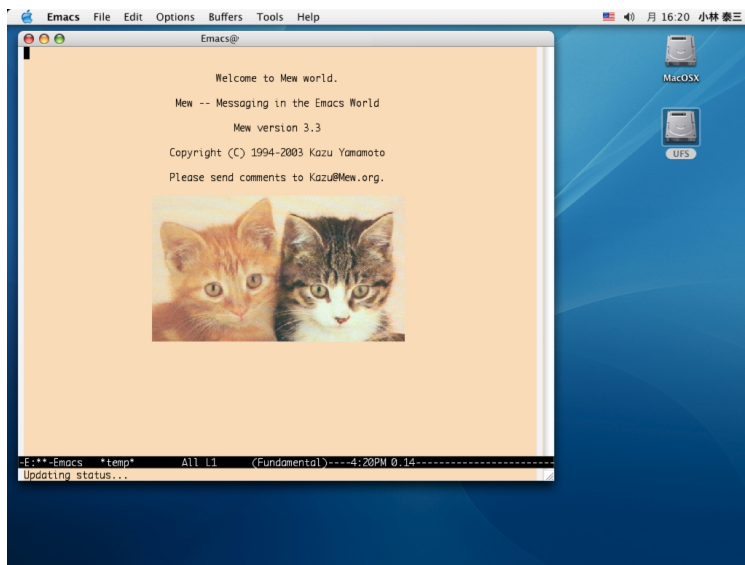 Emacs File Edit Options Buffers Tools Help 月 16:20 小林 泰三
Emacs@
MacOSX
UFS
Welcome to Mew world.
Mew -- Messaging in the Emacs World
Mew version 3.3
Copyright (C) 1994-2003 Kazu Yamamoto
Please send comments to Kazu@Mew.org.
-E:**-Emacs *temp* All L1 (Fundamental)----4:20PM 0.14------------------------
Updating status...